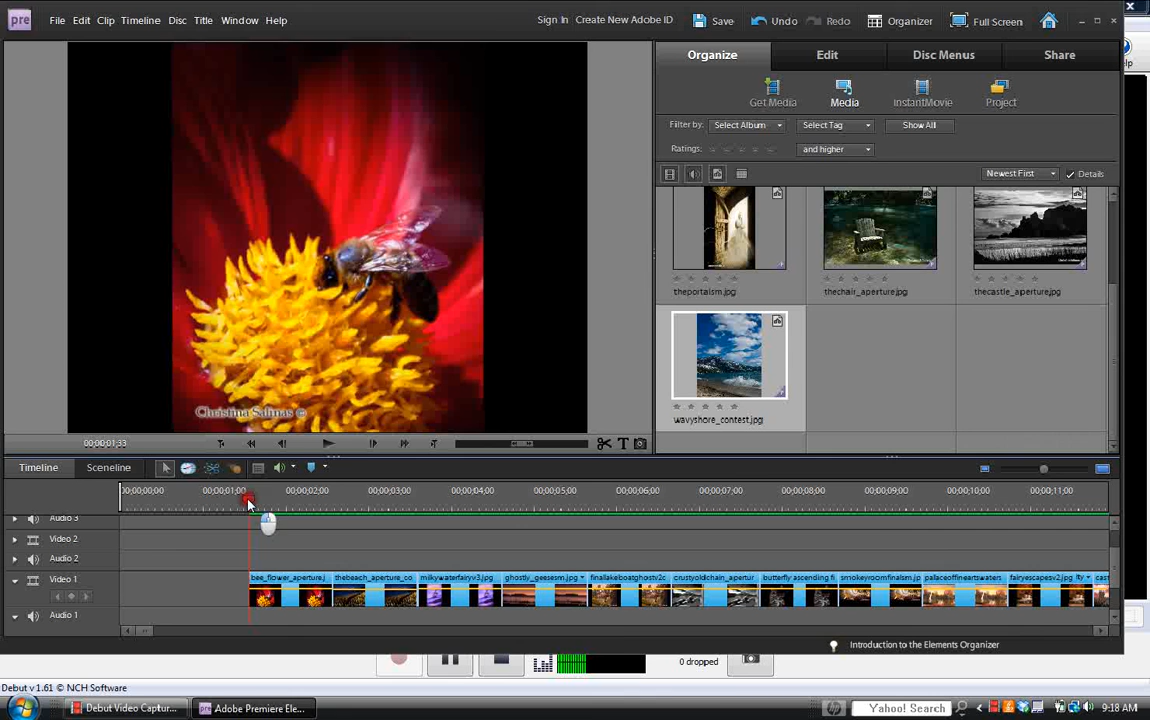 pre File Edit Clip Timeline Disc Title Window Help Sign In Create New Adobe ID Save Undo Redo Organizer Full Screen
Organize Edit Disc Menus Share
Get Media Media InstantMovie Project
Filter by: Select Album Select Tag Show All
Ratings: and higher
Newest First Details
theportalsm.jpg thechair_aperture.jpg thecastle_aperture.jpg
wavyshore_contest.jpg
Christina Salinas ©
00;00;01;33
Timeline Sceneline
00;00;00;00 00;00;01;00 00;00;02;00 00;00;03;00 00;00;04;00 00;00;05;00 00;00;06;00 00;00;07;00 00;00;08;00 00;00;09;00 00;00;10;00 00;00;11;00
Audio 3
Video 2
Audio 2
Video 1 bee_flower_aperture.j thebeach_aperture_co milkywaterfairyv3.jpg ghostly_geesesm.jpg finallakeboatghostv2c crustyoldchain_apertur butterfly ascending fi smokeyroomfinalsm.jp palaceoffineartswaters fairyescapesv2.jpg lity cast
Audio 1
Introduction to the Elements Organizer
0 dropped
Debut v 1.61 © NCH Software
Debut Video Captur... Adobe Premiere Ele... Yahoo! Search 9:18 AM
elp